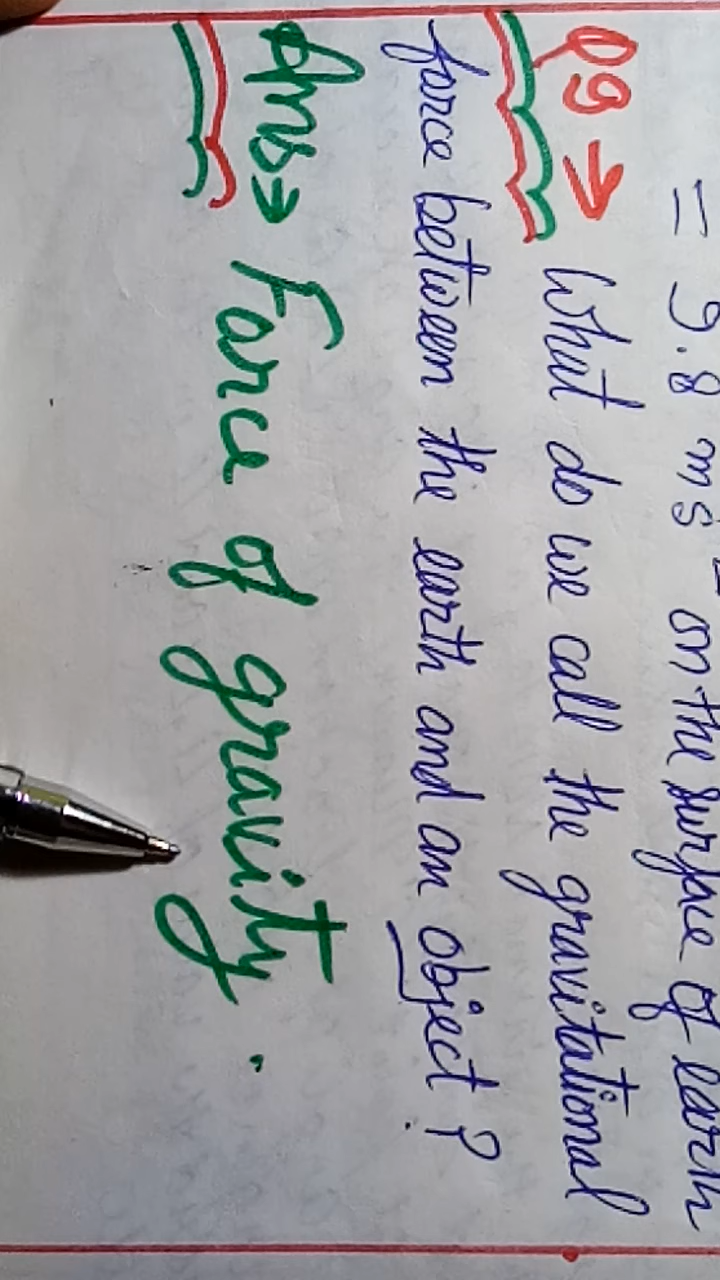 = 9.8 ms⁻² on the surface of earth
Q9 → What do we call the gravitational
force between the earth and an object?
Ans→ Force of gravity.